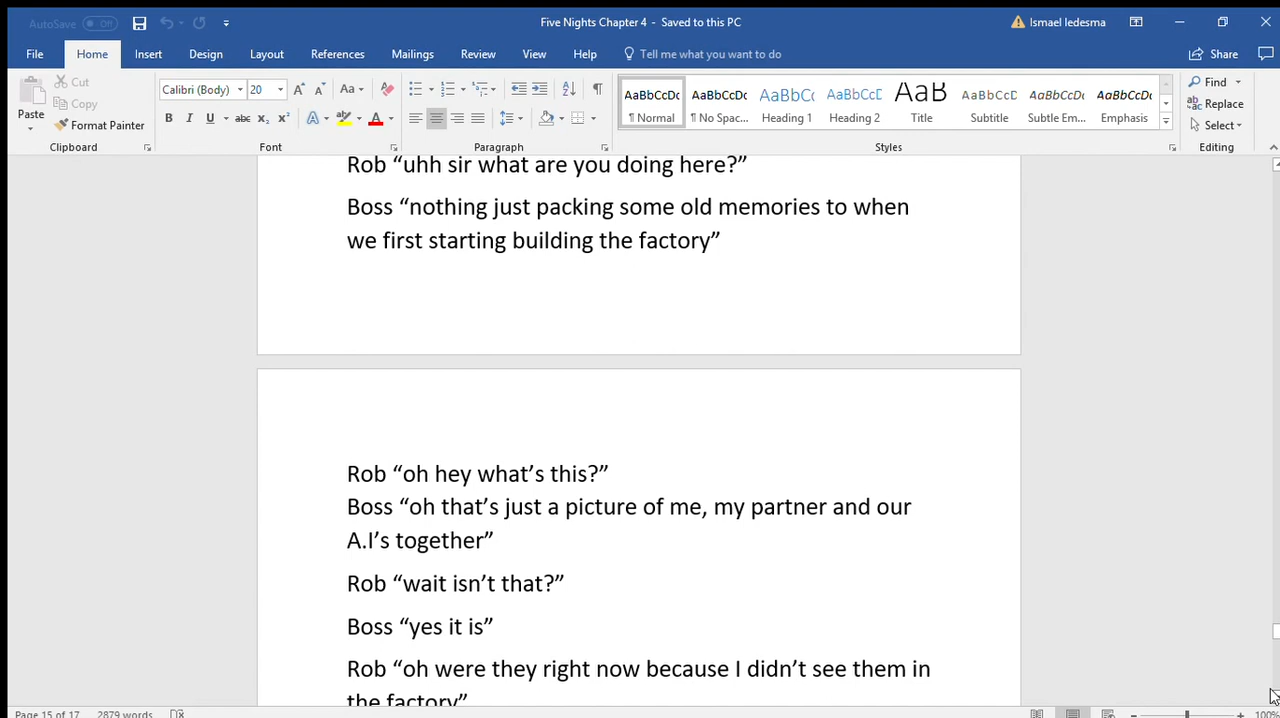 AutoSave Off Five Nights Chapter 4 - Saved to this PC Ismael ledesma
File Home Insert Design Layout References Mailings Review View Help Tell me what you want to do Share
Cut
Copy
Format Painter
Paste
Calibri (Body) 20
AaBbCcDc AaBbCcDc AaBbCc AaBbCcD AaB AaBbCcD AaBbCcDc AaBbCcDc
¶ Normal ¶ No Spac... Heading 1 Heading 2 Title Subtitle Subtle Em... Emphasis
Find
Replace
Select
Clipboard Font Paragraph Styles Editing
Rob “uhh sir what are you doing here?”
Boss “nothing just packing some old memories to when
we first starting building the factory”
Rob “oh hey what’s this?”
Boss “oh that’s just a picture of me, my partner and our
A.I’s together”
Rob “wait isn’t that?”
Boss “yes it is”
Rob “oh were they right now because I didn’t see them in
the factory”
Page 15 of 17 2879 words 100%